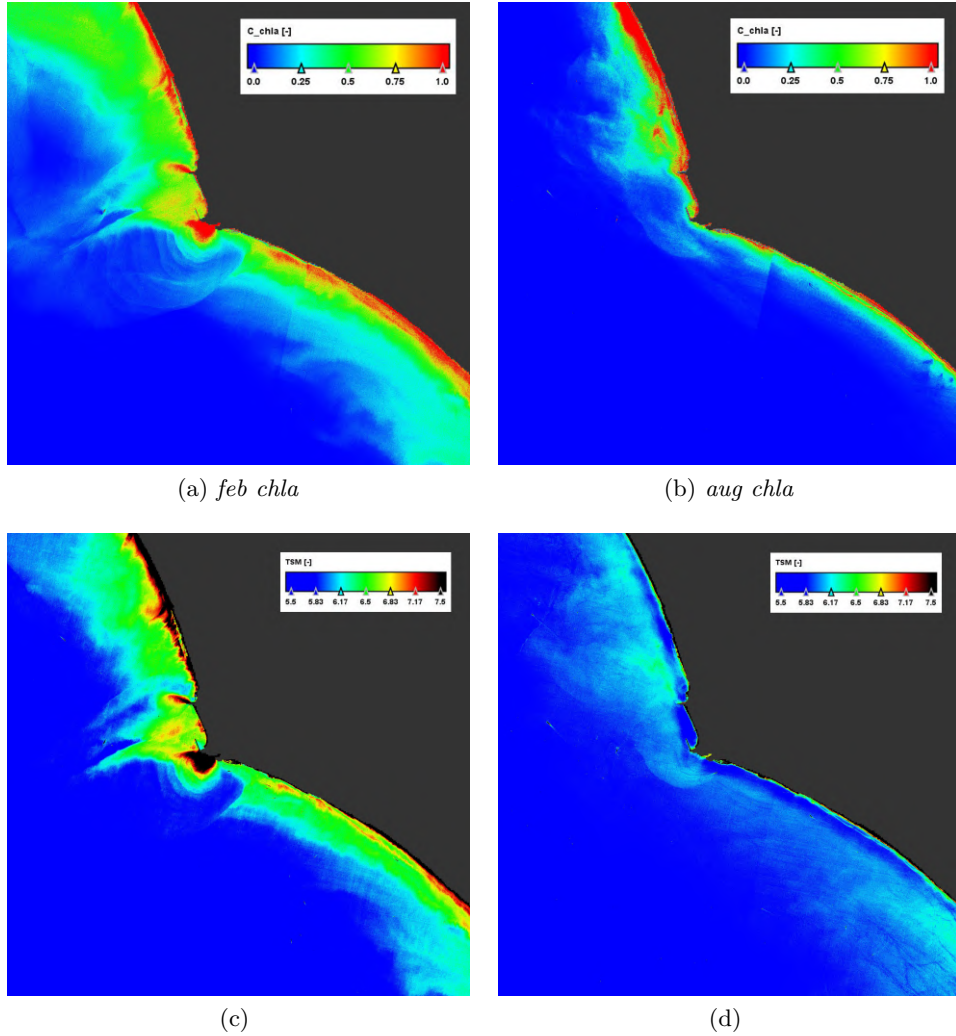 C_chla [-]
0.0 0.25 0.5 0.75 1.0
C_chla [-]
0.0 0.25 0.5 0.75 1.0
(a) feb chla
(b) aug chla
TSM [-]
5.5 5.83 6.17 6.5 6.83 7.17 7.5
TSM [-]
5.5 5.83 6.17 6.5 6.83 7.17 7.5
(c)
(d)